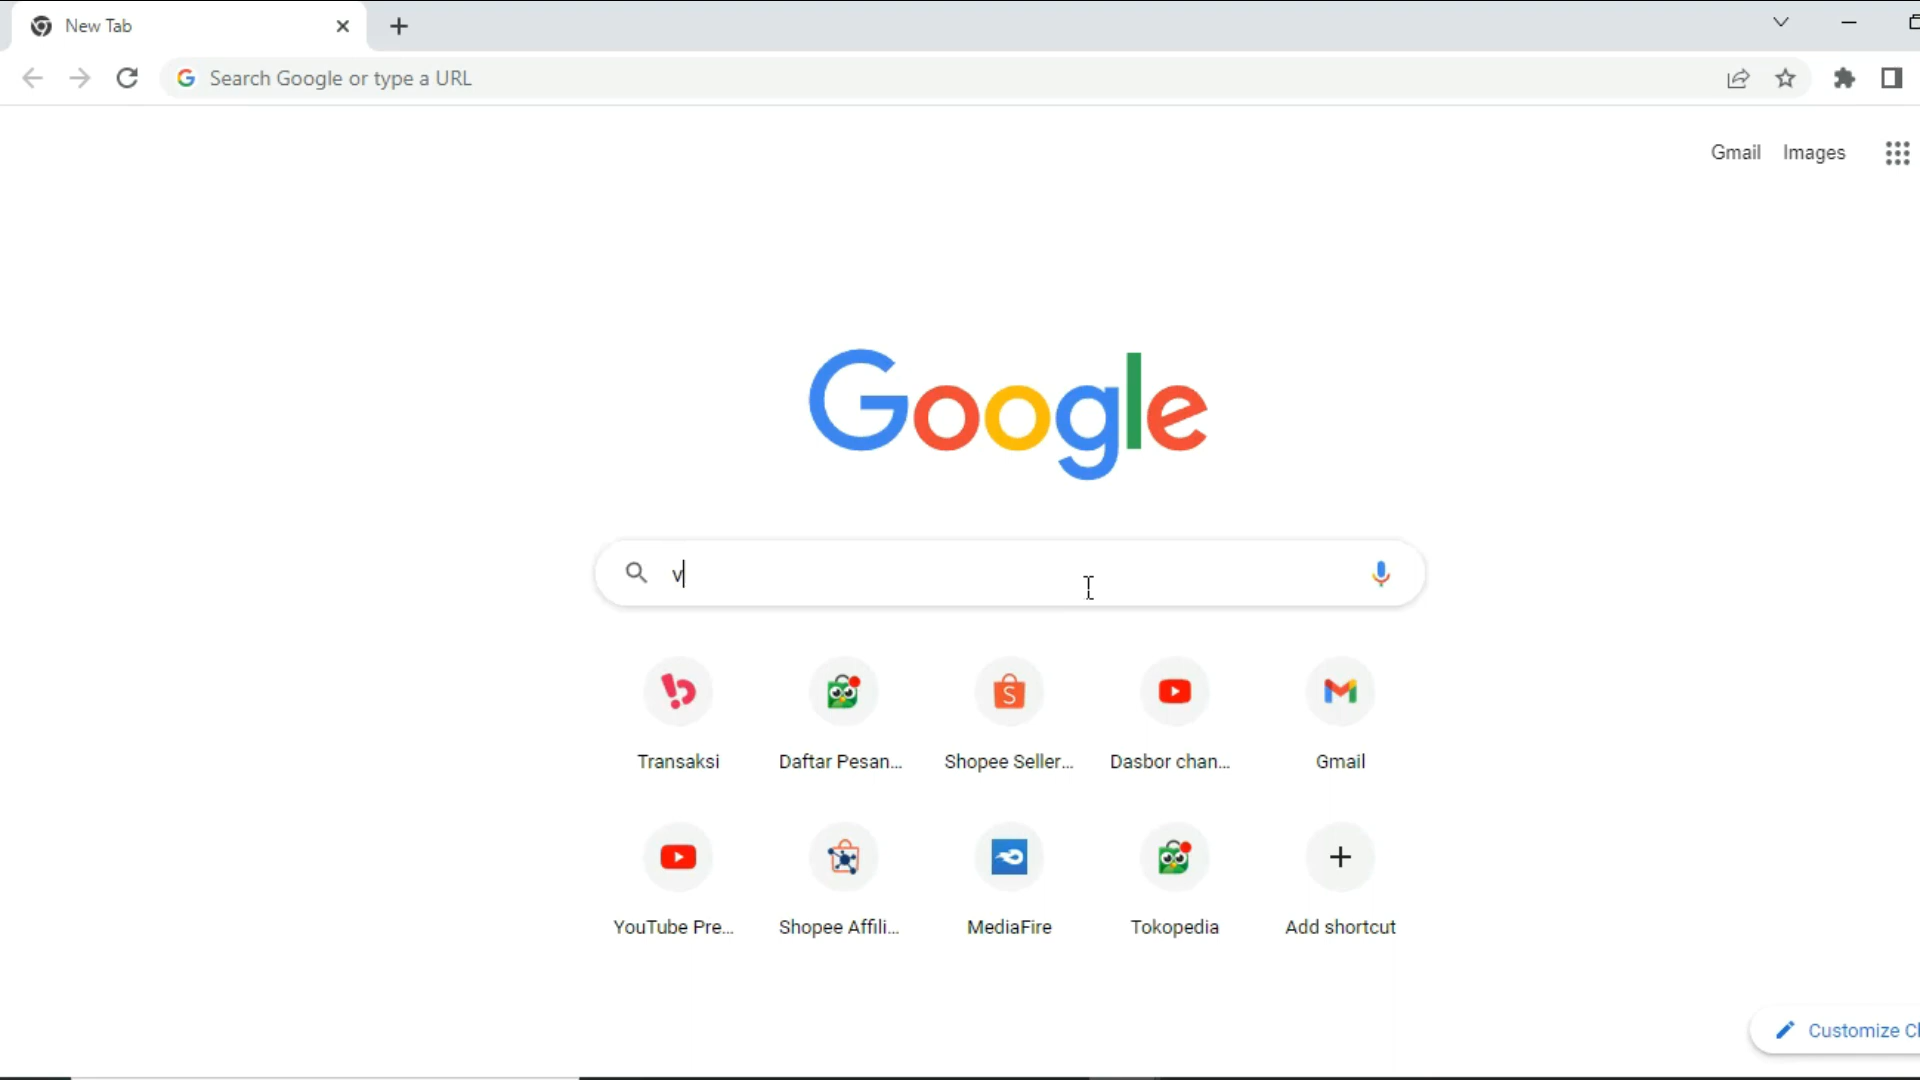 New Tab
Search Google or type a URL
Gmail Images
Google
v
Transaksi Daftar Pesan... Shopee Seller... Dasbor chan... Gmail
YouTube Pre... Shopee Affili... MediaFire Tokopedia Add shortcut
Customize Cl